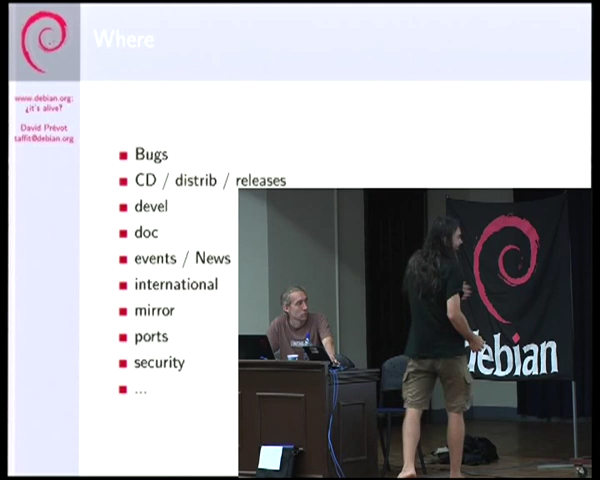 Where
www.debian.org:
¿it's alive?
David Prévot
taffit@debian.org
Bugs
CD / distrib / releases
devel
doc
events / News
international
mirror
ports
security
...
debian